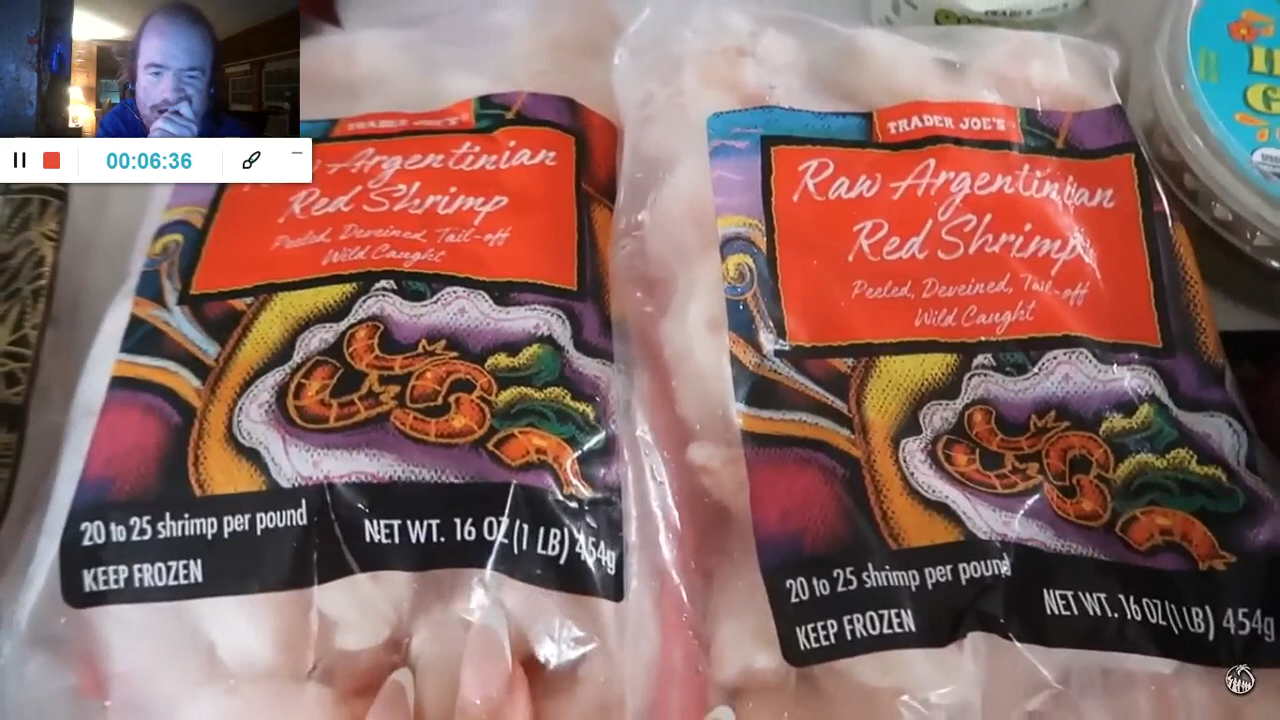 00:06:36
TRADER JOE'S
Argentinian
Red Shrimp
Peeled, Deveined, Tail-off
Wild Caught
20 to 25 shrimp per pound
KEEP FROZEN
NET WT. 16 OZ (1 LB) 454g
TRADER JOE'S
Raw Argentinian
Red Shrimp
Peeled, Deveined, Tail-off
Wild Caught
20 to 25 shrimp per pound
KEEP FROZEN
NET WT. 16 OZ (1 LB) 454g